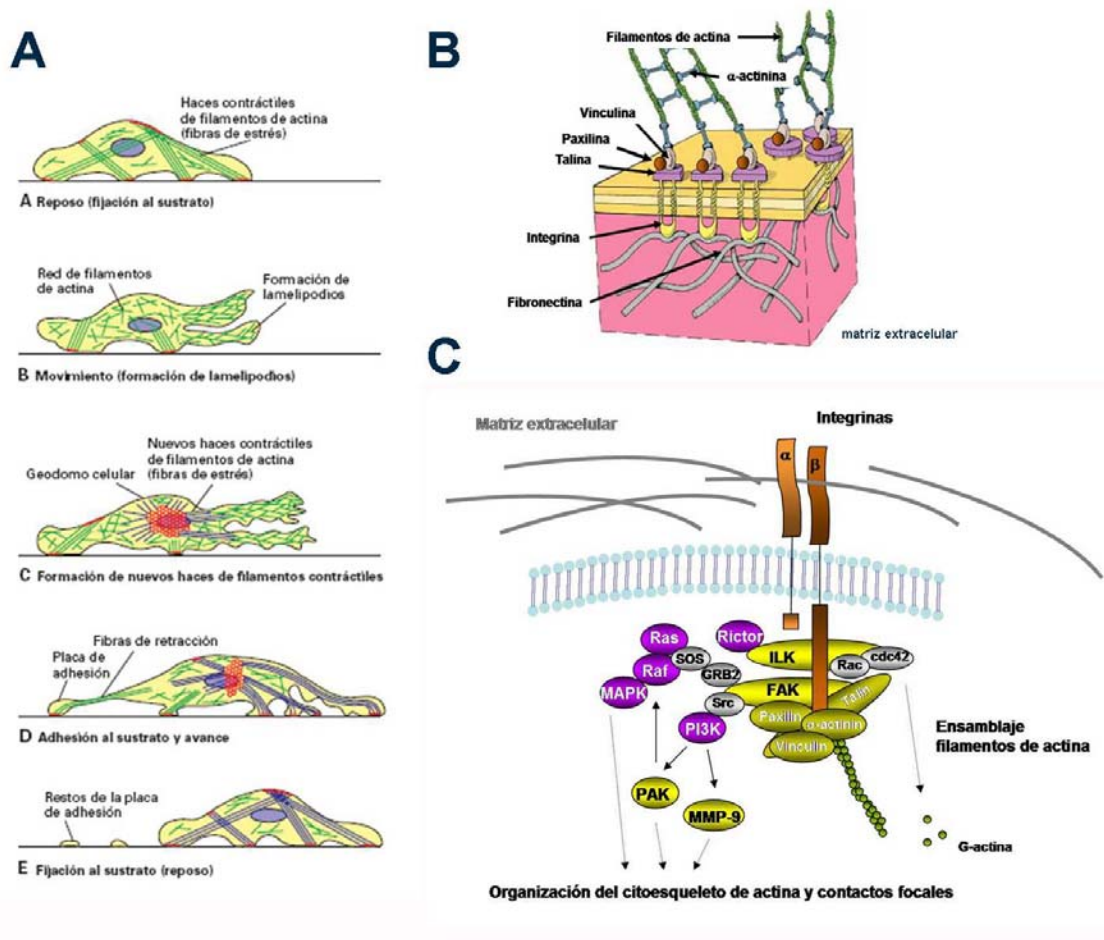 A
Haces contráctiles
de filamentos de actina
(fibras de estrés)
A Reposo (fijación al sustrato)
Red de filamentos
de actina
Formación de
lamelipodios
B Movimiento (formación de lamelipodios)
Nuevos haces contráctiles
de filamentos de actina
(fibras de estrés)
Geodomo celular
C Formación de nuevos haces de filamentos contráctiles
Fibras de retracción
Placa de
adhesión
D Adhesión al sustrato y avance
Restos de la placa
de adhesión
E Fijación al sustrato (reposo)
B
Filamentos de actina
α-actinina
Vinculina
Paxilina
Talina
Integrina
Fibronectina
matriz extracelular
C
Matriz extracelular
Integrinas
α
β
Ras
Rictor
SOS
ILK
Raf
GRB2
Rac
cdc42
MAPK
FAK
Src
Talin
PI3K
Paxilin
α-actinin
Vinculin
Ensamblaje
filamentos de actina
PAK
MMP-9
G-actina
Organización del citoesqueleto de actina y contactos focales